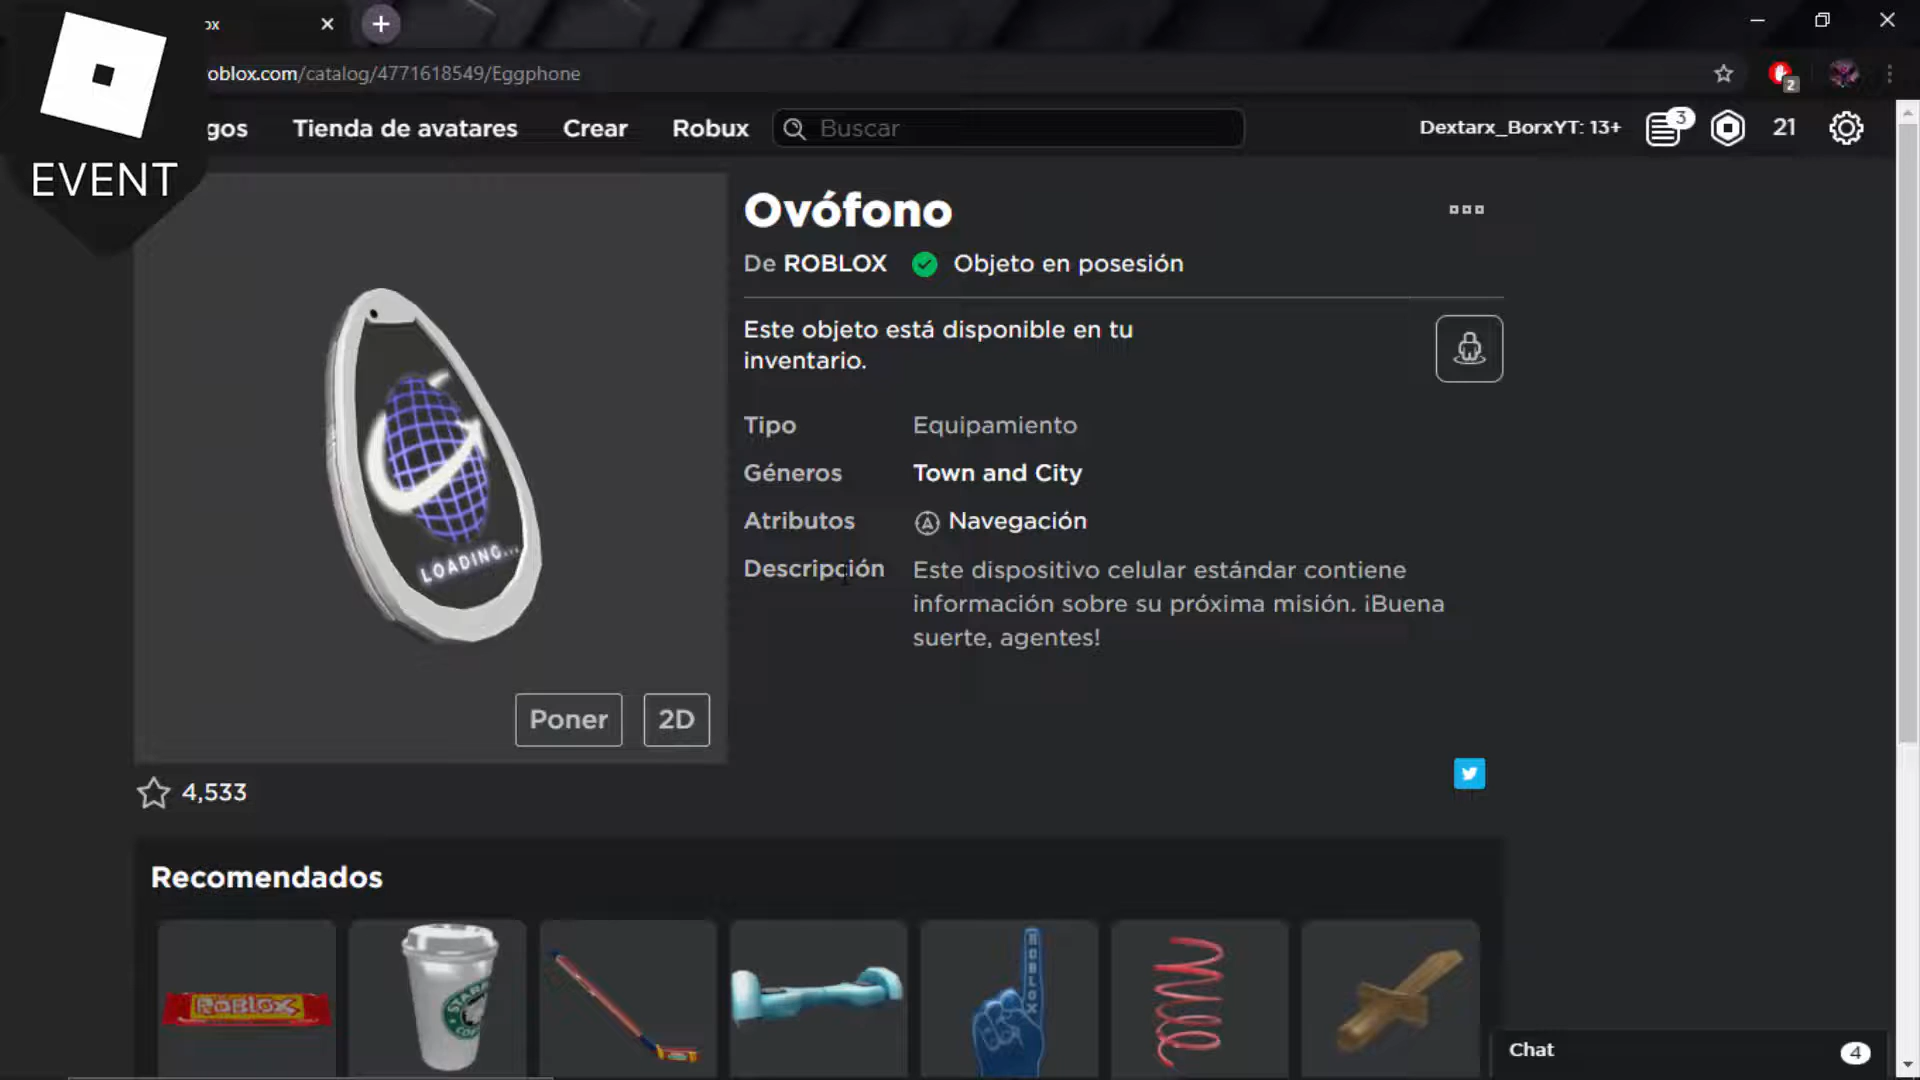 ox
oblox.com/catalog/4771618549/Eggphone
2
EVENT
gos
Tienda de avatares
Crear
Robux
Buscar
Dextarx_BorxYT: 13+
3
21
Ovófono
De ROBLOX
Objeto en posesión
Este objeto está disponible en tu
inventario.
Tipo
Equipamiento
Géneros
Town and City
Atributos
Navegación
Descripción
Este dispositivo celular estándar contiene
información sobre su próxima misión. ¡Buena
suerte, agentes!
LOADING...
Poner
2D
4,533
Recomendados
ROBLOX
ROBLOX
Chat
4